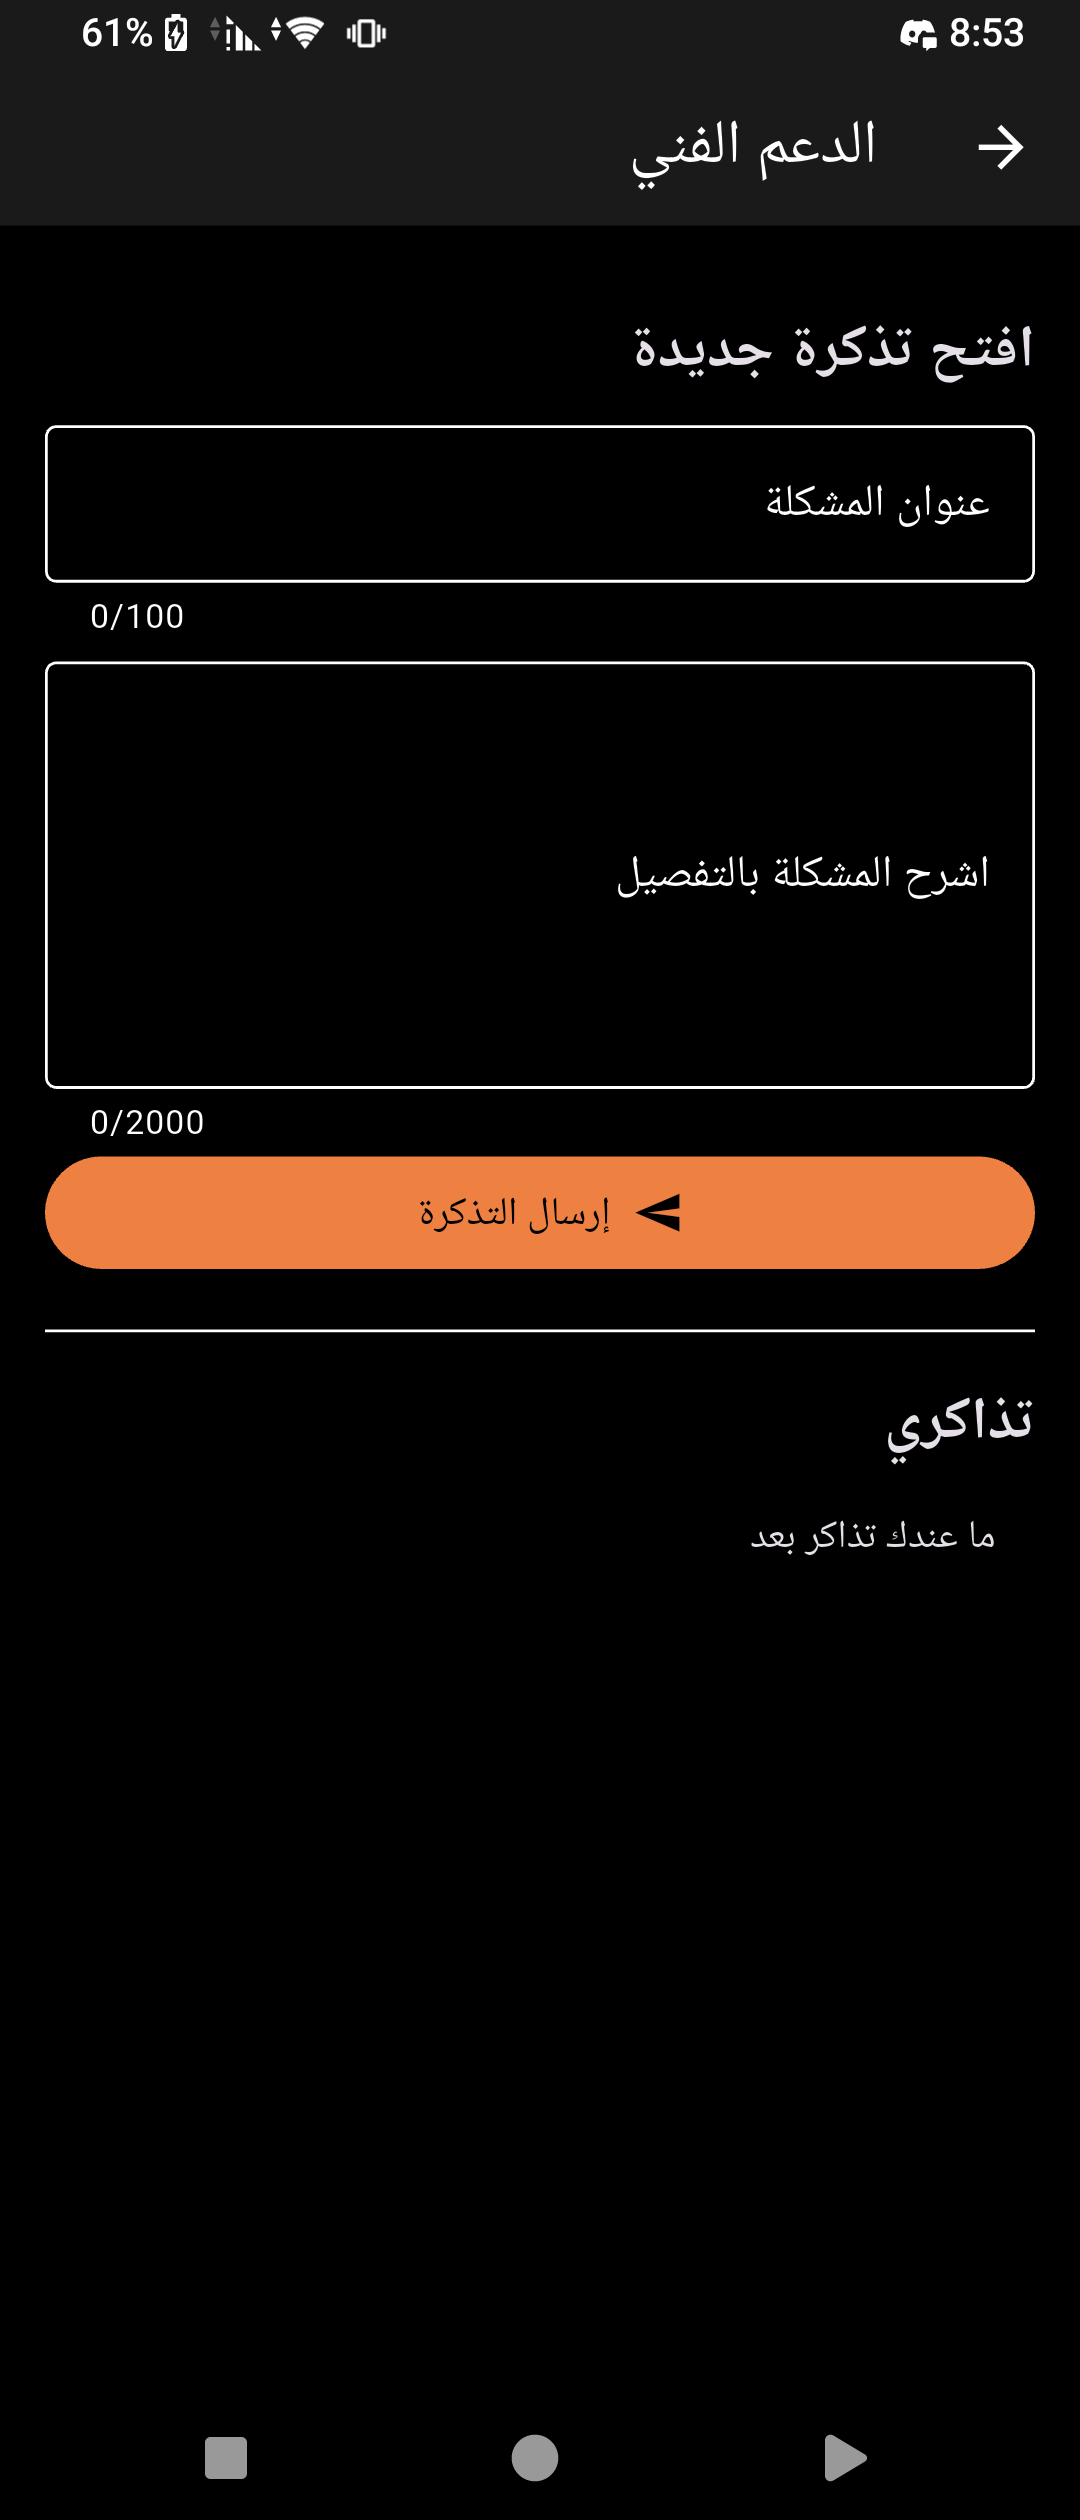 61%
8:53
الدعم الفني
افتح تذكرة جديدة
عنوان المشكلة
0/100
اشرح المشكلة بالتفصيل
0/2000
إرسال التذكرة
تذاكري
ما عندك تذاكر بعد